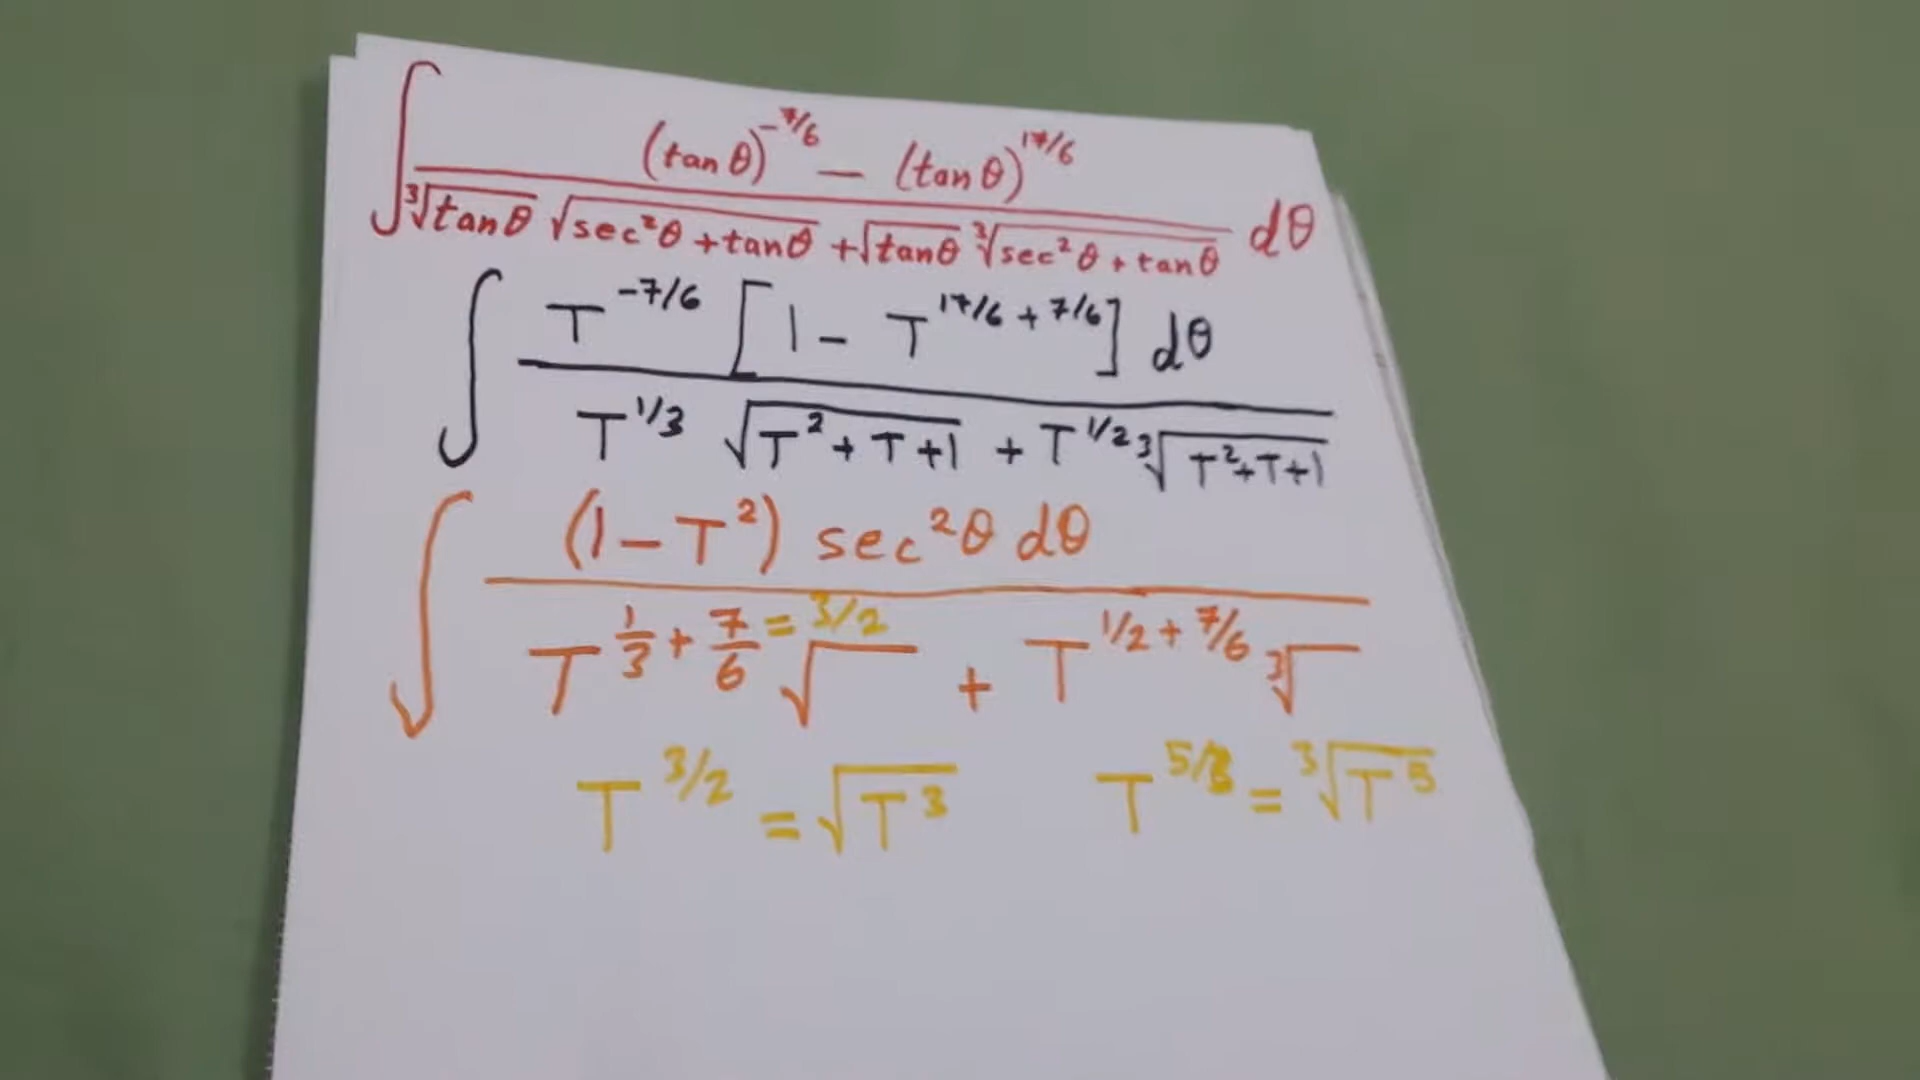 ∫ (tan θ)^{-7/6} − (tan θ)^{17/6}
∛tan θ √sec²θ + tan θ + √tan θ ∛sec²θ + tan θ dθ
∫ T^{-7/6} [1 − T^{17/6 + 7/6}] dθ
T^{1/3} √T² + T + 1 + T^{1/2} ∛T² + T + 1
∫ (1 − T²) sec²θ dθ
T^{1/3 + 7/6 = 3/2} √ + T^{1/2 + 7/6} ∛
T^{3/2} = √T³ T^{5/3} = ∛T⁵